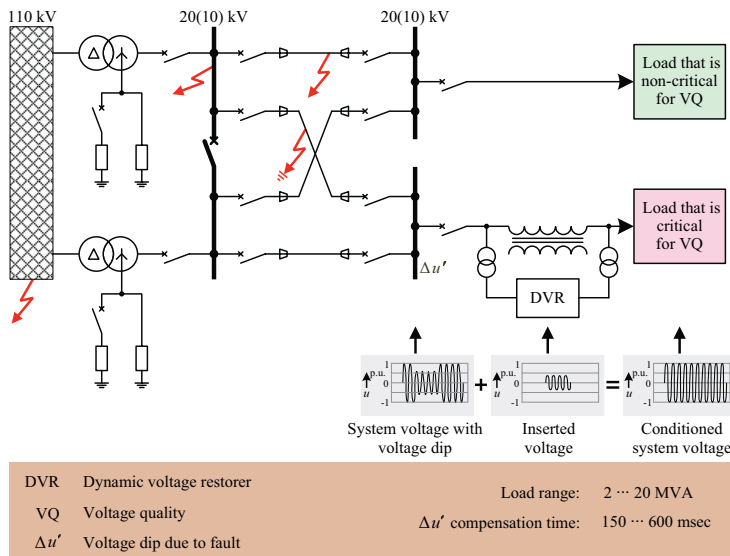 110 kV
20(10) kV
20(10) kV
Δ
Load that is
non-critical
for VQ
Δ
Load that is
critical
for VQ
Δu′
DVR
1
p.u.
0
u
-1
+
1
p.u.
0
u
-1
=
1
p.u.
0
u
-1
System voltage with
voltage dip
Inserted
voltage
Conditioned
system voltage
DVR Dynamic voltage restorer
VQ Voltage quality
Δu′ Voltage dip due to fault
Load range: 2 ··· 20 MVA
Δu′ compensation time: 150 ... 600 msec